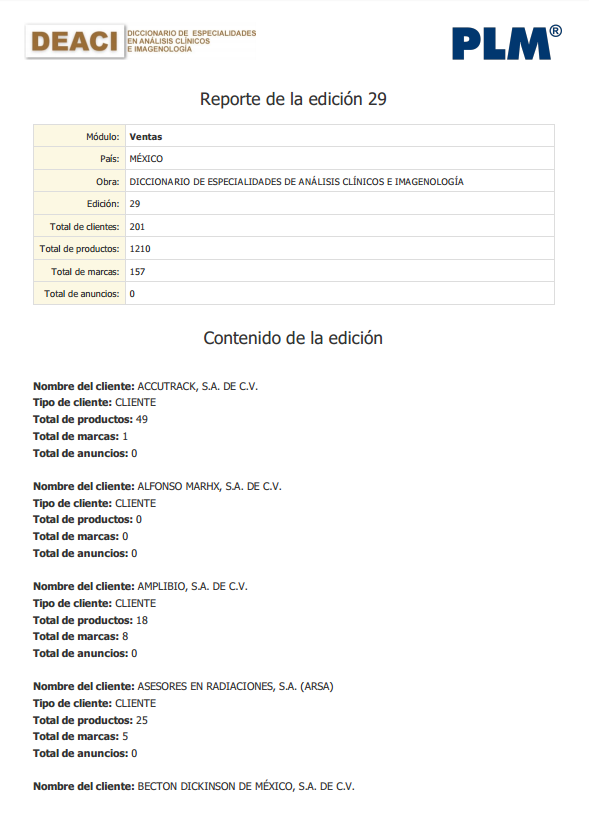 DEACI
DICCIONARIO DE ESPECIALIDADES
EN ANÁLISIS CLÍNICOS
E IMAGENOLOGÍA
PLM®
Reporte de la edición 29
Módulo: Ventas
País: MÉXICO
Obra: DICCIONARIO DE ESPECIALIDADES DE ANÁLISIS CLÍNICOS E IMAGENOLOGÍA
Edición: 29
Total de clientes: 201
Total de productos: 1210
Total de marcas: 157
Total de anuncios: 0
Contenido de la edición
Nombre del cliente: ACCUTRACK, S.A. DE C.V.
Tipo de cliente: CLIENTE
Total de productos: 49
Total de marcas: 1
Total de anuncios: 0
Nombre del cliente: ALFONSO MARHX, S.A. DE C.V.
Tipo de cliente: CLIENTE
Total de productos: 0
Total de marcas: 0
Total de anuncios: 0
Nombre del cliente: AMPLIBIO, S.A. DE C.V.
Tipo de cliente: CLIENTE
Total de productos: 18
Total de marcas: 8
Total de anuncios: 0
Nombre del cliente: ASESORES EN RADIACIONES, S.A. (ARSA)
Tipo de cliente: CLIENTE
Total de productos: 25
Total de marcas: 5
Total de anuncios: 0
Nombre del cliente: BECTON DICKINSON DE MÉXICO, S.A. DE C.V.